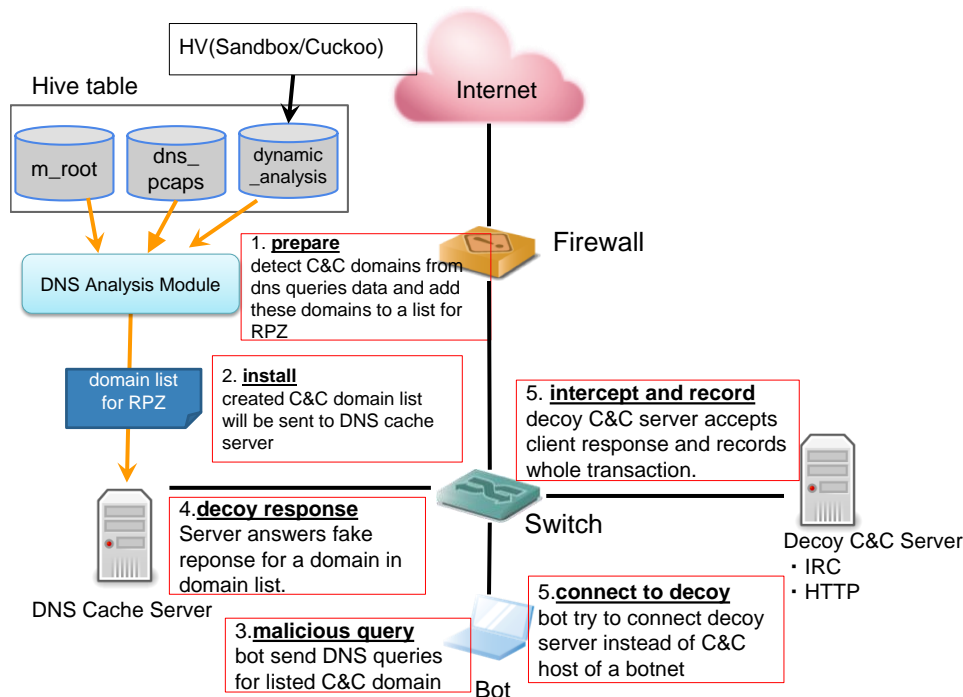 HV(Sandbox/Cuckoo)
Internet
Hive table
m_root
dns_
pcaps
dynamic
_analysis
Firewall
DNS Analysis Module
1. prepare
detect C&C domains from
dns queries data and add
these domains to a list for
RPZ
domain list
for RPZ
2. install
created C&C domain list
will be sent to DNS cache
server
5. intercept and record
decoy C&C server accepts
client response and records
whole transaction.
4.decoy response
Server answers fake
reponse for a domain in
domain list.
Switch
Decoy C&C Server
・IRC
・HTTP
DNS Cache Server
3.malicious query
bot send DNS queries
for listed C&C domain
5.connect to decoy
bot try to connect decoy
server instead of C&C
host of a botnet
Bot